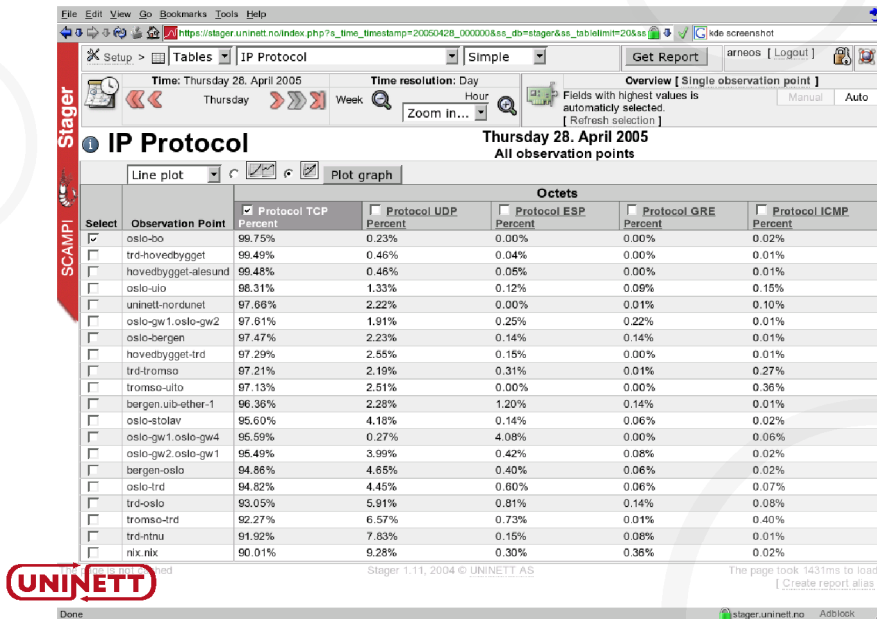 File Edit View Go Bookmarks Tools Help
https://stager.uninett.no/index.php?s_time_timestamp=20050428_000000&ss_db=stager&ss_tablelimit=20&ss
kde screenshot
Setup > Tables IP Protocol Simple Get Report arneos [ Logout ]
Time: Thursday 28. April 2005 Time resolution: Day Overview [ Single observation point ]
Thursday Week Hour Zoom in... Fields with highest values is automaticly selected. Manual Auto
[ Refresh selection ]
Stager
SCAMPI
IP Protocol
Thursday 28. April 2005
All observation points
Line plot Plot graph
Octets
Select Observation Point Protocol TCP Percent Protocol UDP Percent Protocol ESP Percent Protocol GRE Percent Protocol ICMP Percent
oslo-bo 99.75% 0.23% 0.00% 0.00% 0.02%
trd-hovedbygget 99.49% 0.46% 0.04% 0.00% 0.01%
hovedbygget-alesund 99.48% 0.46% 0.05% 0.00% 0.01%
oslo-uio 98.31% 1.33% 0.12% 0.09% 0.15%
uninett-nordunet 97.66% 2.22% 0.00% 0.01% 0.10%
oslo-gw1.oslo-gw2 97.61% 1.91% 0.25% 0.22% 0.01%
oslo-bergen 97.47% 2.23% 0.14% 0.14% 0.01%
hovedbygget-trd 97.29% 2.55% 0.15% 0.00% 0.01%
trd-tromso 97.21% 2.19% 0.31% 0.01% 0.27%
tromso-uito 97.13% 2.51% 0.00% 0.00% 0.36%
bergen.uib-ether-1 96.36% 2.28% 1.20% 0.14% 0.01%
oslo-stolav 95.60% 4.18% 0.14% 0.06% 0.02%
oslo-gw1.oslo-gw4 95.59% 0.27% 4.08% 0.00% 0.06%
oslo-gw2.oslo-gw1 95.49% 3.99% 0.42% 0.08% 0.02%
bergen-oslo 94.86% 4.65% 0.40% 0.06% 0.02%
oslo-trd 94.82% 4.45% 0.60% 0.06% 0.07%
trd-oslo 93.05% 5.91% 0.81% 0.14% 0.08%
tromso-trd 92.27% 6.57% 0.73% 0.01% 0.40%
trd-ntnu 91.92% 7.83% 0.15% 0.08% 0.01%
nix.nix 90.01% 9.28% 0.30% 0.36% 0.02%
Stager 1.11, 2004 © UNINETT AS
The page took 1431ms to load
[ Create report alias
UNINETT
Done
stager.uninett.no Adblock